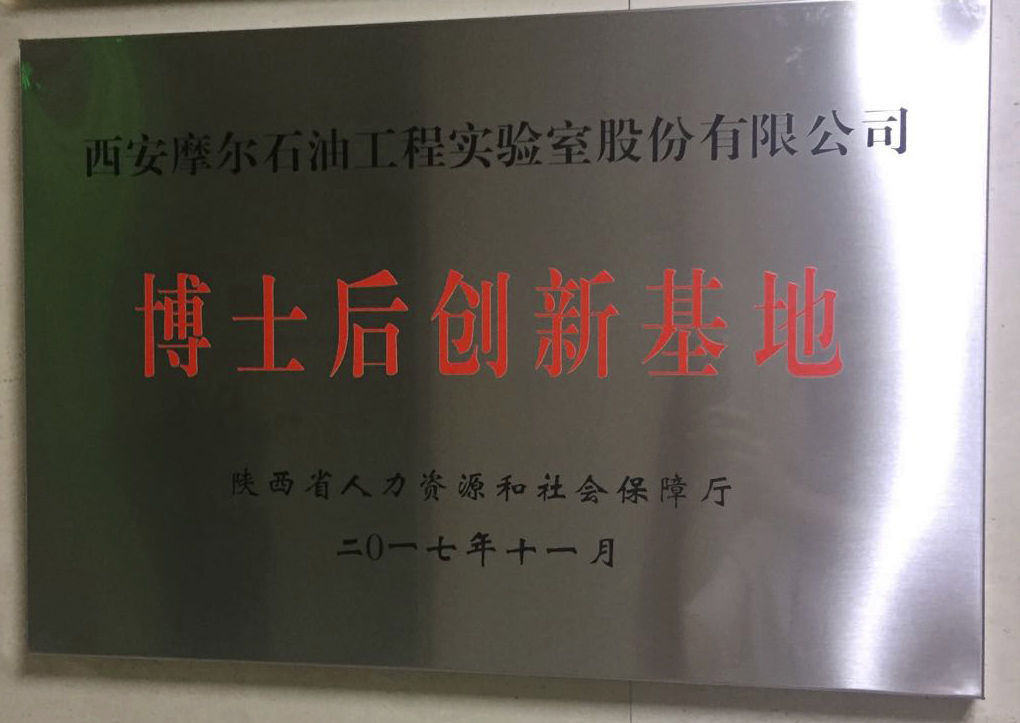 西安摩尔石油工程实验室股份有限公司
博士后创新基地
陕西省人力资源和社会保障厅
二〇一七年十一月